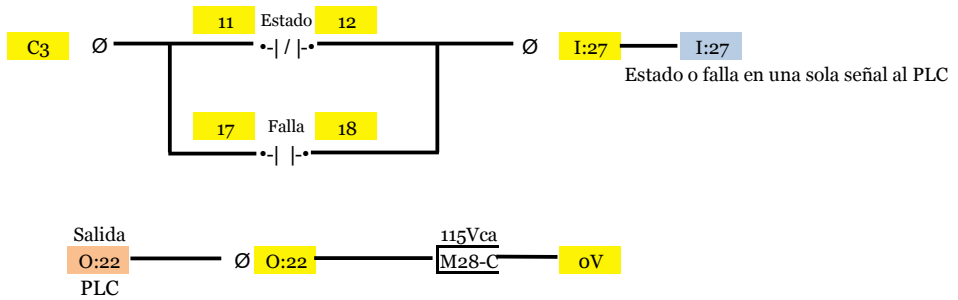 11 Estado 12
C3 Ø •-| / |-• Ø I:27 I:27
Estado o falla en una sola señal al PLC
17 Falla 18
•-| |-•
Salida 115Vca
O:22 Ø O:22 M28-C 0V
PLC